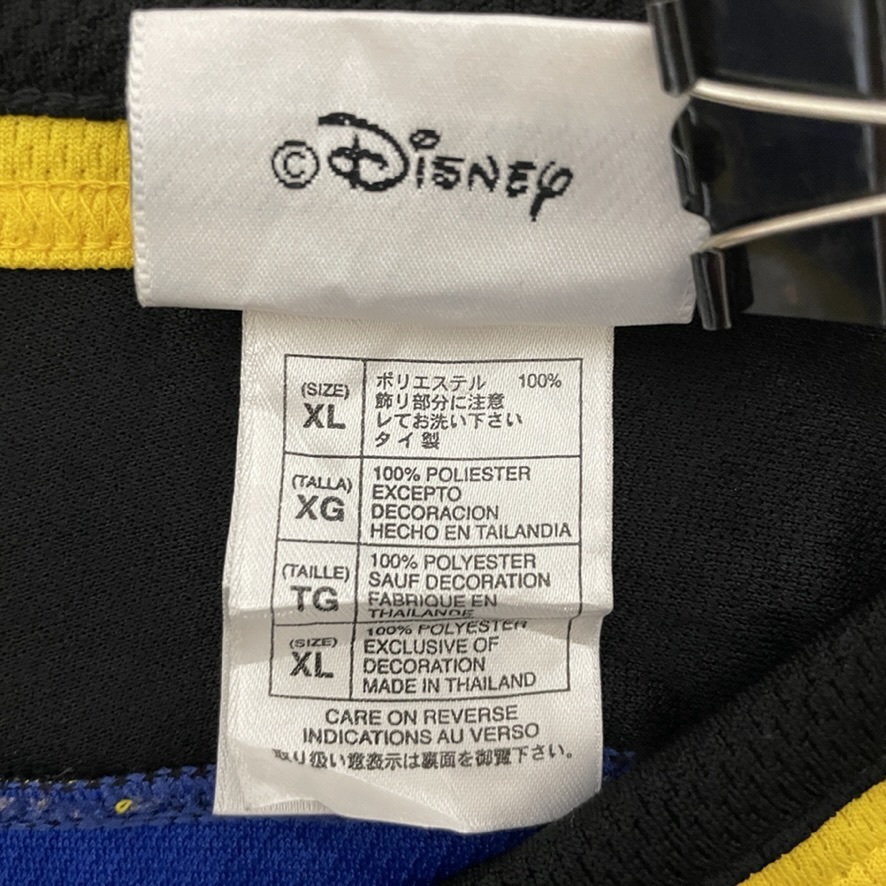 ©Disney
(SIZE)
XL
ポリエステル 100%
飾り部分に注意
してお洗い下さい
タイ製
(TALLA)
XG
100% POLIESTER
EXCEPTO
DECORACION
HECHO EN TAILANDIA
(TAILLE)
TG
100% POLYESTER
SAUF DECORATION
FABRIQUE EN
THAILANDE
(SIZE)
XL
100% POLYESTER
EXCLUSIVE OF
DECORATION
MADE IN THAILAND
CARE ON REVERSE
INDICATIONS AU VERSO
取り扱い表示は裏面を御覧下さい。